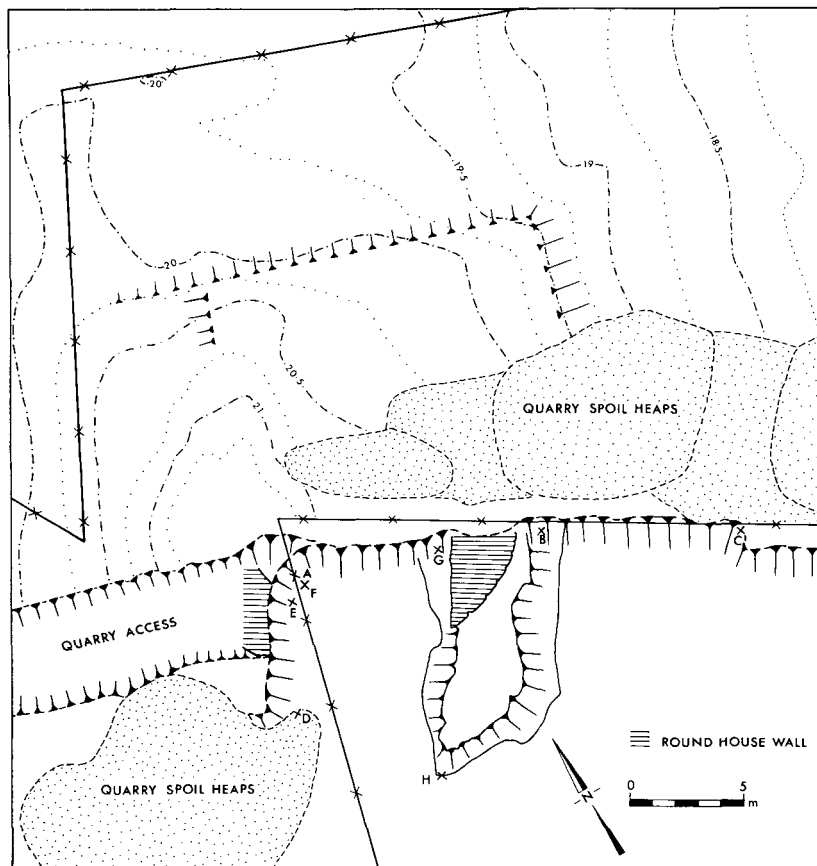 20
19·5
19
18·5
20
20·5
21
QUARRY SPOIL HEAPS
B
C
G
A
F
E
QUARRY ACCESS
D
ROUND HOUSE WALL
QUARRY SPOIL HEAPS
H
N
0 5
m